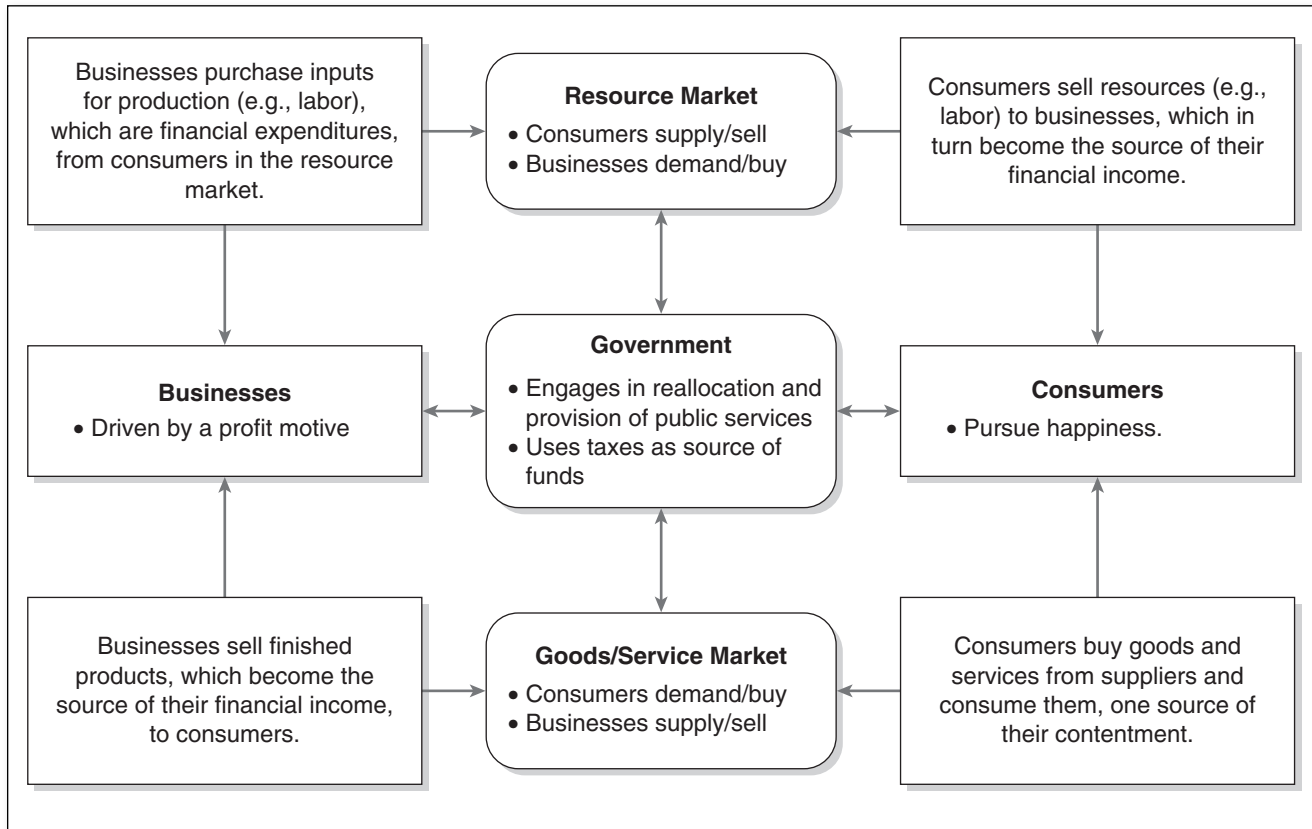 Businesses purchase inputs
for production (e.g., labor),
which are financial expenditures,
from consumers in the resource
market.
Resource Market
• Consumers supply/sell
• Businesses demand/buy
Consumers sell resources (e.g.,
labor) to businesses, which in
turn become the source of their
financial income.
Businesses
• Driven by a profit motive
Government
• Engages in reallocation and
provision of public services
• Uses taxes as source of
funds
Consumers
• Pursue happiness.
Businesses sell finished
products, which become the
source of their financial income,
to consumers.
Goods/Service Market
• Consumers demand/buy
• Businesses supply/sell
Consumers buy goods and
services from suppliers and
consume them, one source of
their contentment.